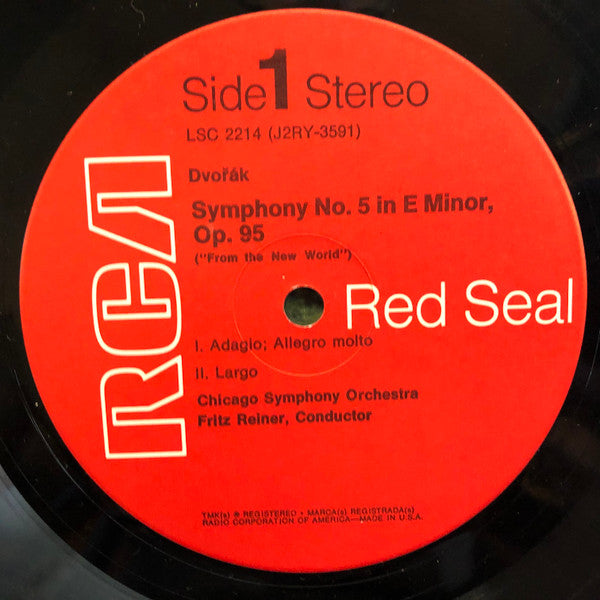 Side 1 Stereo
LSC 2214 (J2RY-3591)
Dvořák
Symphony No. 5 in E Minor,
Op. 95
("From the New World")
RCA
Red Seal
I. Adagio; Allegro molto
II. Largo
Chicago Symphony Orchestra
Fritz Reiner, Conductor
TMK(s) ® REGISTERED • MARCA(s) REGISTRADA(s)
RADIO CORPORATION OF AMERICA—MADE IN U.S.A.